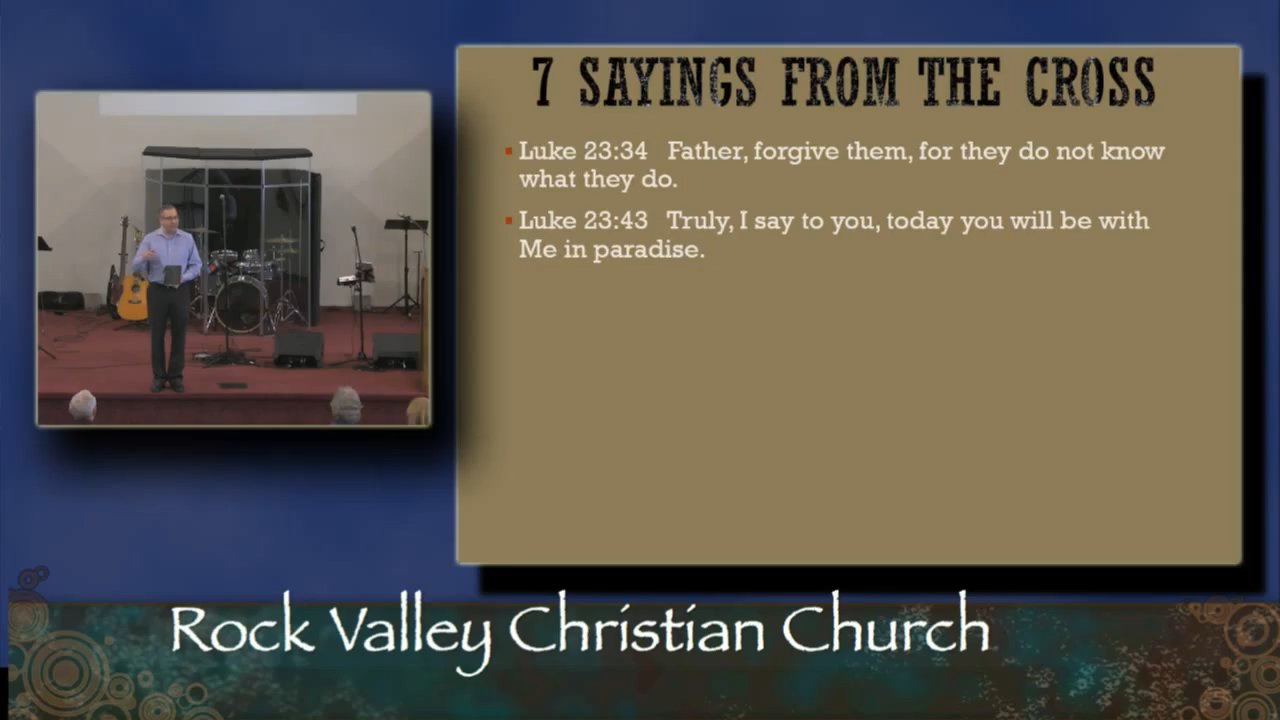 7 SAYINGS FROM THE CROSS
▪ Luke 23:34 Father, forgive them, for they do not know
what they do.
▪ Luke 23:43 Truly, I say to you, today you will be with
Me in paradise.
Rock Valley Christian Church